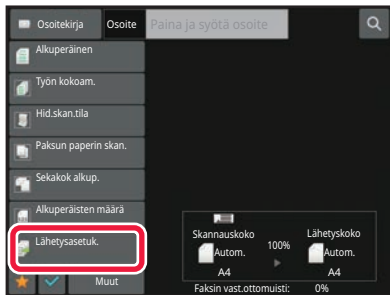 Osoitekirja
Osoite
Paina ja syötä osoite
Alkuperäinen
Työn kokoam.
Hid.skan.tila
Paksun paperin skan.
Sekakok alkup.
Alkuperäisten määrä
Lähetysasetuk.
Muut
Skannauskoko
Lähetyskoko
100%
Autom.
Autom.
A4
A4
Faksin vast.ottomuisti: 0%